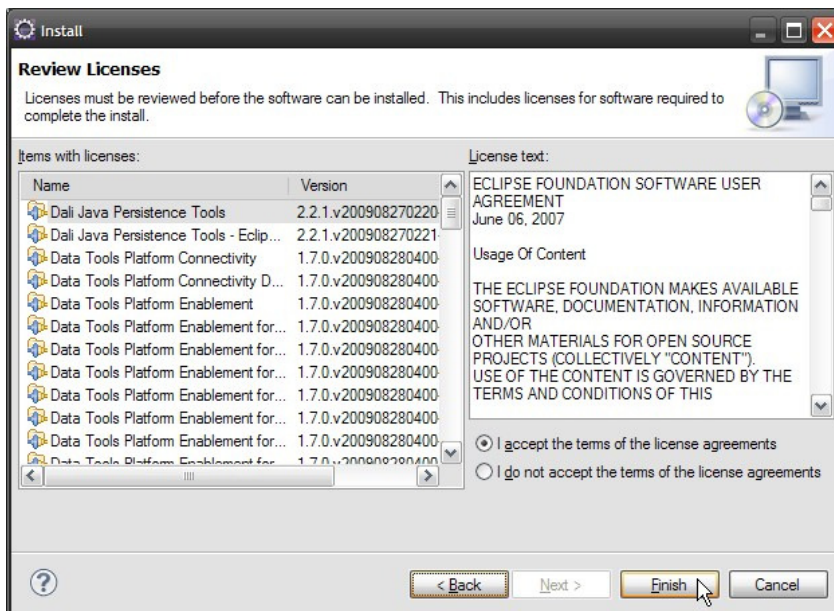 Install
Review Licenses
Licenses must be reviewed before the software can be installed. This includes licenses for software required to
complete the install.
Items with licenses:
Name Version
Dali Java Persistence Tools 2.2.1.v200908270220-
Dali Java Persistence Tools - Eclip... 2.2.1.v200908270221-
Data Tools Platform Connectivity 1.7.0.v200908280400-
Data Tools Platform Connectivity D... 1.7.0.v200908280400-
Data Tools Platform Enablement 1.7.0.v200908280400-
Data Tools Platform Enablement for... 1.7.0.v200908280400-
Data Tools Platform Enablement for... 1.7.0.v200908280400-
Data Tools Platform Enablement for... 1.7.0.v200908280400-
Data Tools Platform Enablement for... 1.7.0.v200908280400-
Data Tools Platform Enablement for... 1.7.0.v200908280400-
Data Tools Platform Enablement for... 1.7.0.v200908280400-
Data Tools Platform Enablement for... 1.7.0.v200908280400-
License text:
ECLIPSE FOUNDATION SOFTWARE USER
AGREEMENT
June 06, 2007
Usage Of Content
THE ECLIPSE FOUNDATION MAKES AVAILABLE
SOFTWARE, DOCUMENTATION, INFORMATION
AND/OR
OTHER MATERIALS FOR OPEN SOURCE
PROJECTS (COLLECTIVELY "CONTENT").
USE OF THE CONTENT IS GOVERNED BY THE
TERMS AND CONDITIONS OF THIS
I accept the terms of the license agreements
I do not accept the terms of the license agreements
?
< Back
Next >
Finish
Cancel